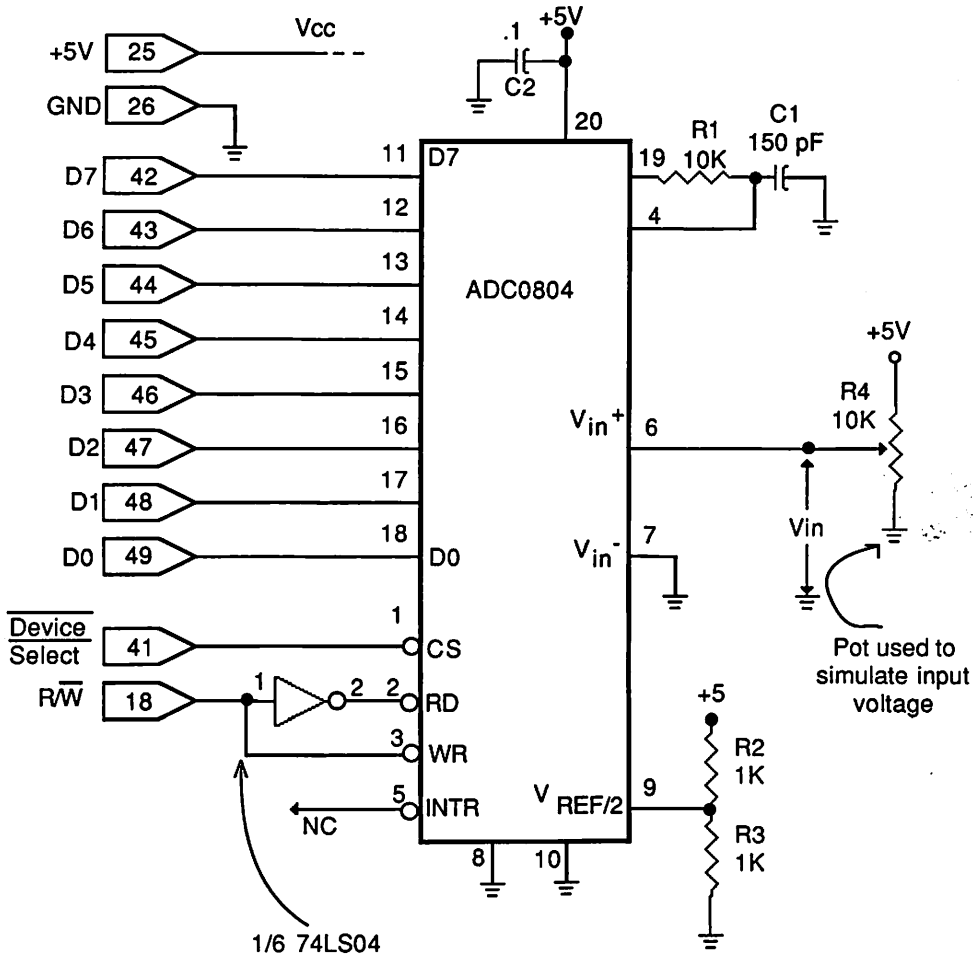 +5V
Vcc
.1
+5V
25
C2
GND
26
20
R1
10K
C1
150 pF
D7
42
11
D7
19
D6
43
12
4
D5
44
13
ADC0804
D4
45
14
+5V
D3
46
15
R4
10K
D2
47
16
Vin+
6
D1
48
17
Vin
D0
49
18
D0
Vin-
7
Device
Select
41
1
CS
Pot used to
simulate input
voltage
R/W
18
1
2
2
RD
+5
3
WR
R2
1K
5
INTR
NC
V REF/2
9
R3
1K
8
10
1/6 74LS04